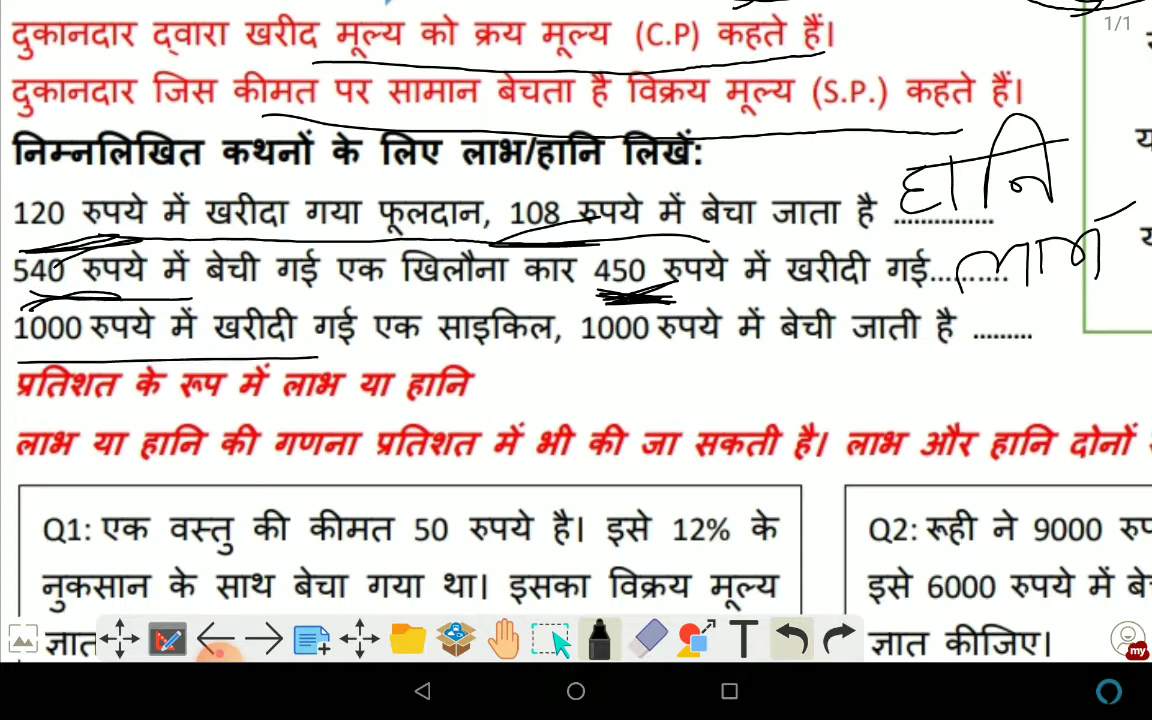 1/1
दुकानदार द्वारा खरीद मूल्य को क्रय मूल्य (C.P) कहते हैं।
दुकानदार जिस कीमत पर सामान बेचता है विक्रय मूल्य (S.P.) कहते हैं।
निम्नलिखित कथनों के लिए लाभ/हानि लिखें:
120 रुपये में खरीदा गया फूलदान, 108 रुपये में बेचा जाता है ............... हानि
540 रुपये में बेची गई एक खिलौना कार 450 रुपये में खरीदी गई.......... लाभ
1000 रुपये में खरीदी गई एक साइकिल, 1000 रुपये में बेची जाती है .........
प्रतिशत के रूप में लाभ या हानि
लाभ या हानि की गणना प्रतिशत में भी की जा सकती है। लाभ और हानि दोनों
Q1: एक वस्तु की कीमत 50 रुपये है। इसे 12% के
नुकसान के साथ बेचा गया था। इसका विक्रय मूल्य
ज्ञात
Q2: रूही ने 9000
इसे 6000 रुपये में
ज्ञात कीजिए।
T
my